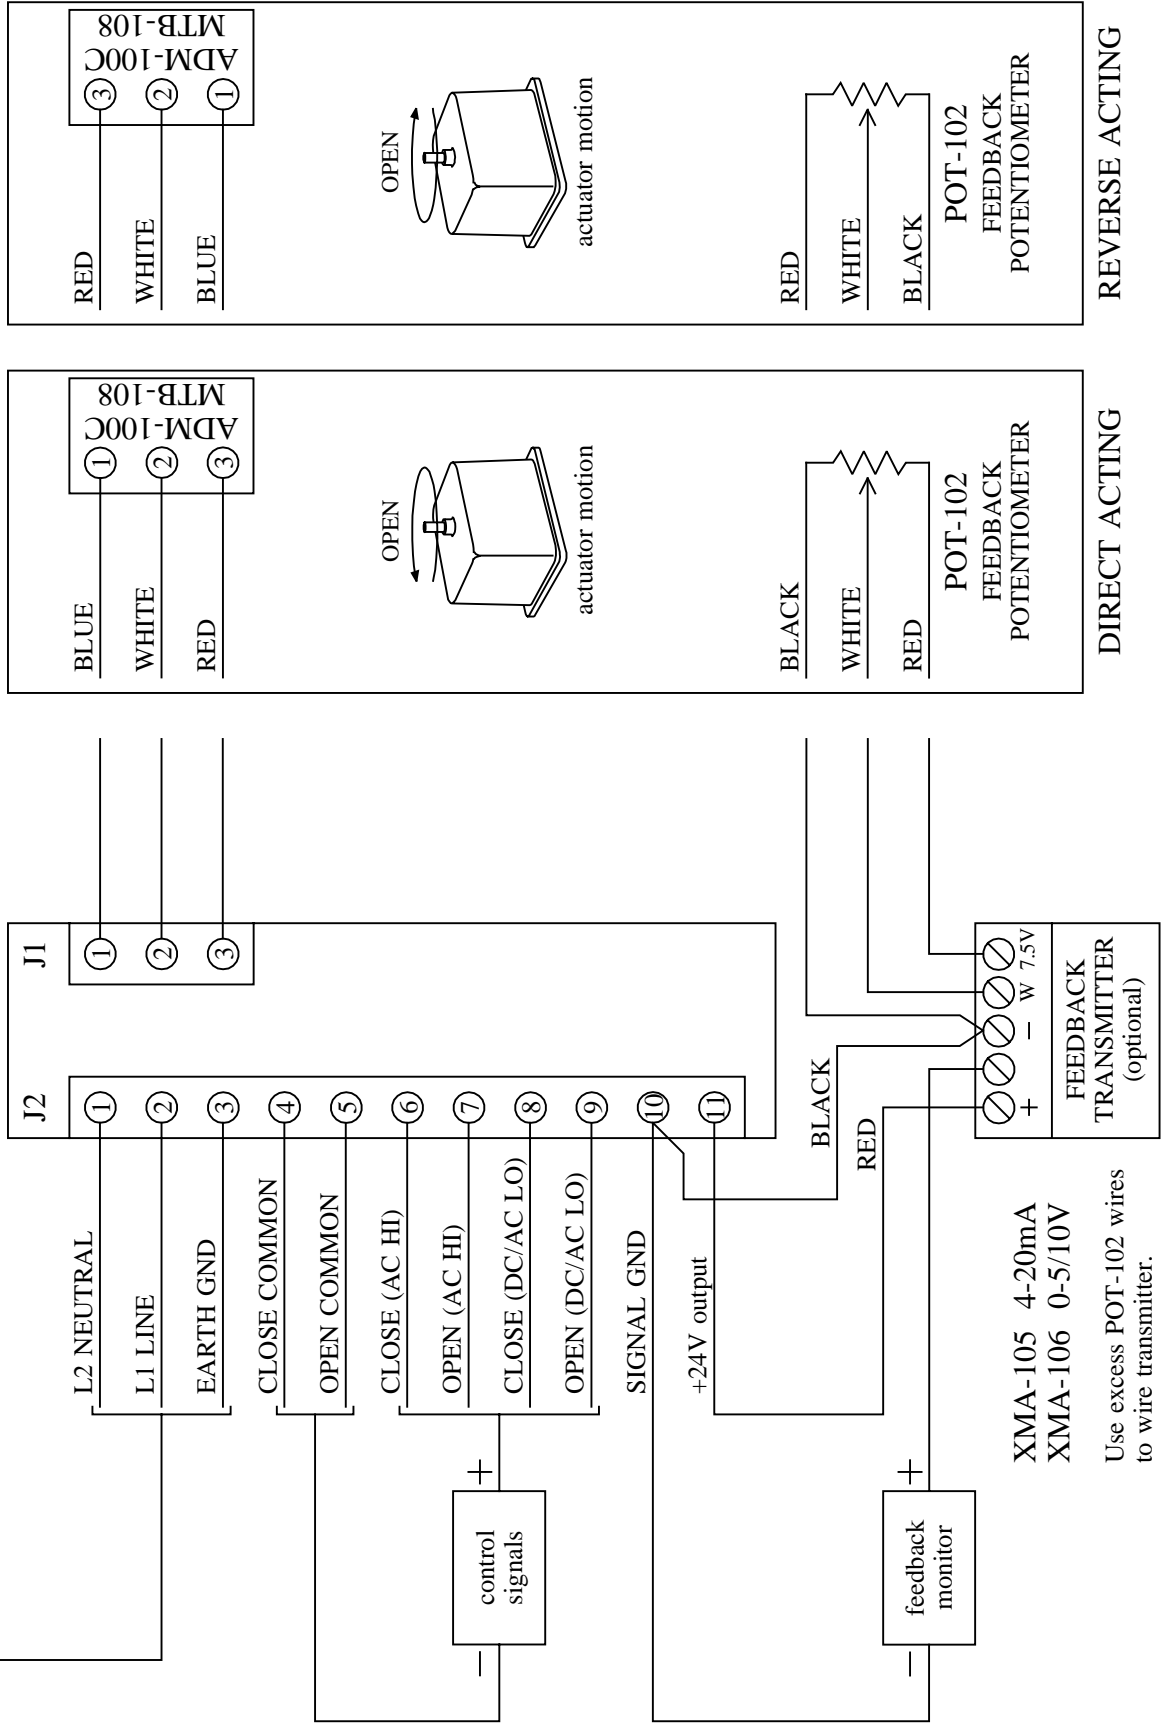 J2
J1
1
2
3
4
5
6
7
8
9
10
11
1
2
3
L2 NEUTRAL
L1 LINE
EARTH GND
CLOSE COMMON
OPEN COMMON
CLOSE (AC HI)
OPEN (AC HI)
CLOSE (DC/AC LO)
OPEN (DC/AC LO)
SIGNAL GND
+24V output
− control signals +
control
signals
− +
feedback
monitor
BLACK
RED
+ − W 7.5V
FEEDBACK
TRANSMITTER
(optional)
XMA-105 4-20mA
XMA-106 0-5/10V
Use excess POT-102 wires
to wire transmitter.
BLUE
WHITE
RED
1
2
3
ADM-100C
MTB-108
OPEN
actuator motion
BLACK
WHITE
RED
POT-102
FEEDBACK
POTENTIOMETER
DIRECT ACTING
RED
WHITE
BLUE
3
2
1
ADM-100C
MTB-108
OPEN
actuator motion
RED
WHITE
BLACK
POT-102
FEEDBACK
POTENTIOMETER
REVERSE ACTING